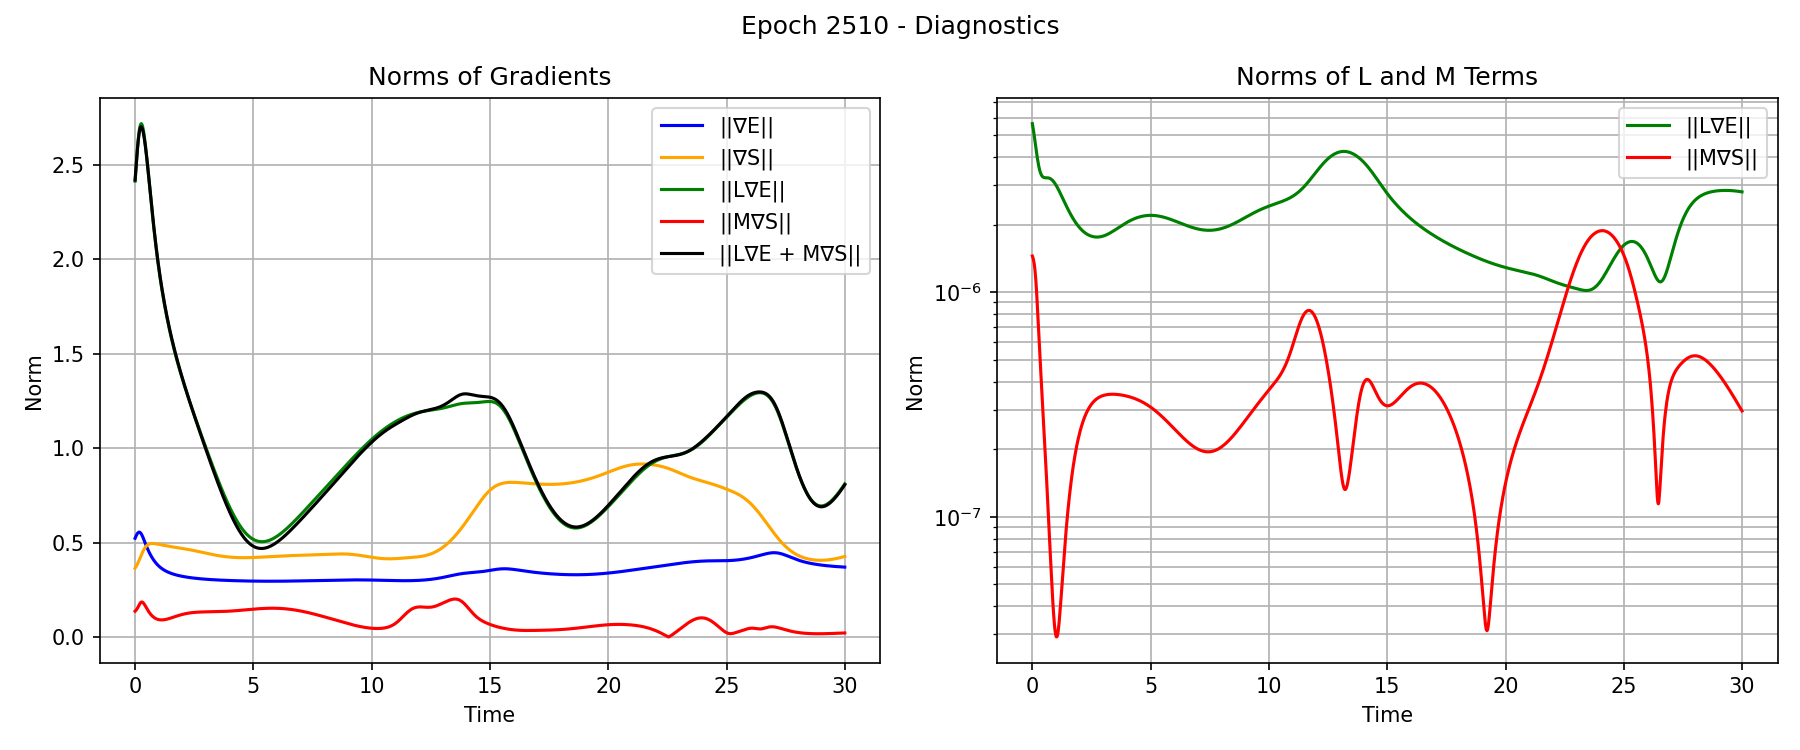 Epoch 2510 - Diagnostics
Norms of Gradients
||∇E||
||∇S||
||L∇E||
||M∇S||
||L∇E + M∇S||
2.5
2.0
1.5
1.0
0.5
0.0
Norm
0 5 10 15 20 25 30
Time
Norms of L and M Terms
||L∇E||
||M∇S||
10⁻⁶
10⁻⁷
Norm
0 5 10 15 20 25 30
Time